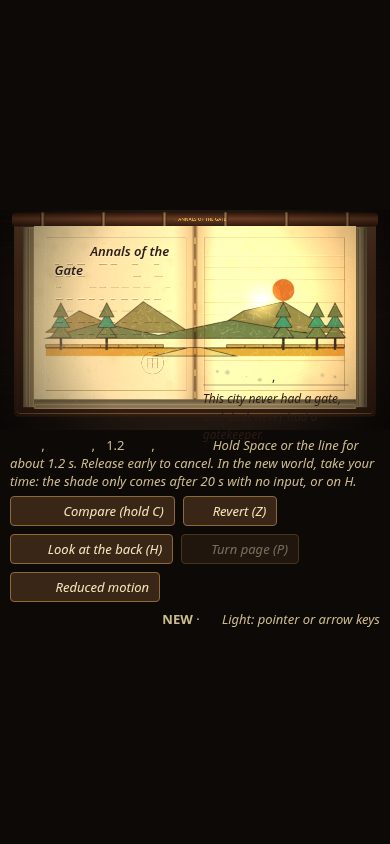 ANNALS OF THE GATE
Annals of the
Gate
,
This city never had a gate,
gatekeeper.
, , 1.2 , Hold Space or the line for
about 1.2 s. Release early to cancel. In the new world, take your
time: the shade only comes after 20 s with no input, or on H.
Compare (hold C)
Revert (Z)
Look at the back (H)
Turn page (P)
Reduced motion
NEW · Light: pointer or arrow keys